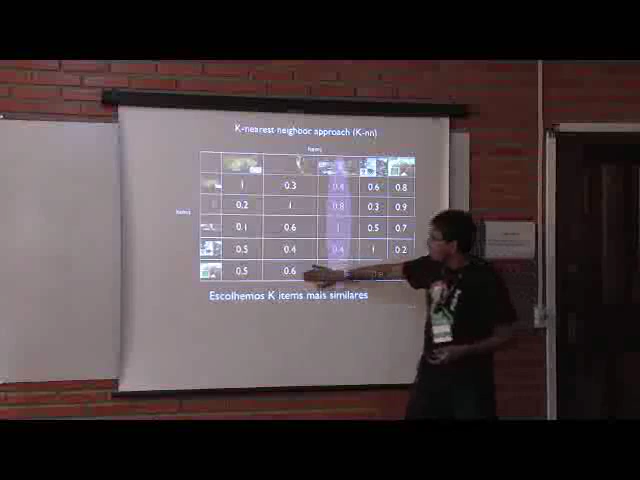 K-nearest neighbor approach (K-nn)
Items
1 0.3 0.4 0.6 0.8
Items 0.2 1 0.8 0.3 0.9
0.1 0.6 1 0.5 0.7
0.5 0.4 0.4 1 0.2
0.5 0.6
Escolhemos K items mais similares